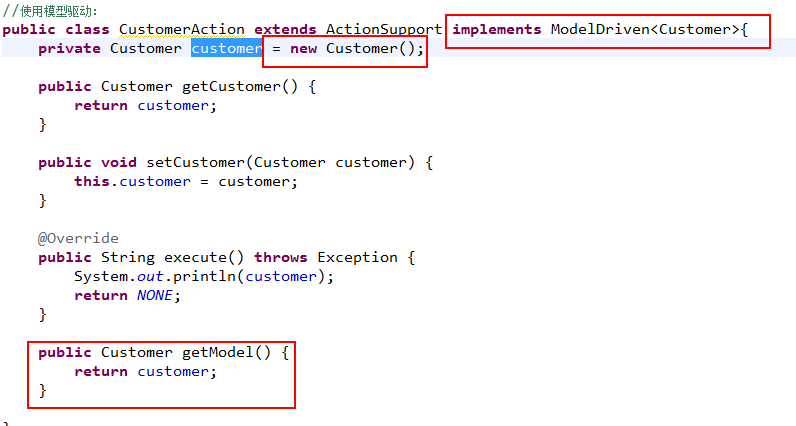 //使用模型驱动:
public class CustomerAction extends ActionSupport implements ModelDriven<Customer>{
private Customer customer = new Customer();
public Customer getCustomer() {
return customer;
}
public void setCustomer(Customer customer) {
this.customer = customer;
}
@Override
public String execute() throws Exception {
System.out.println(customer);
return NONE;
}
public Customer getModel() {
return customer;
}